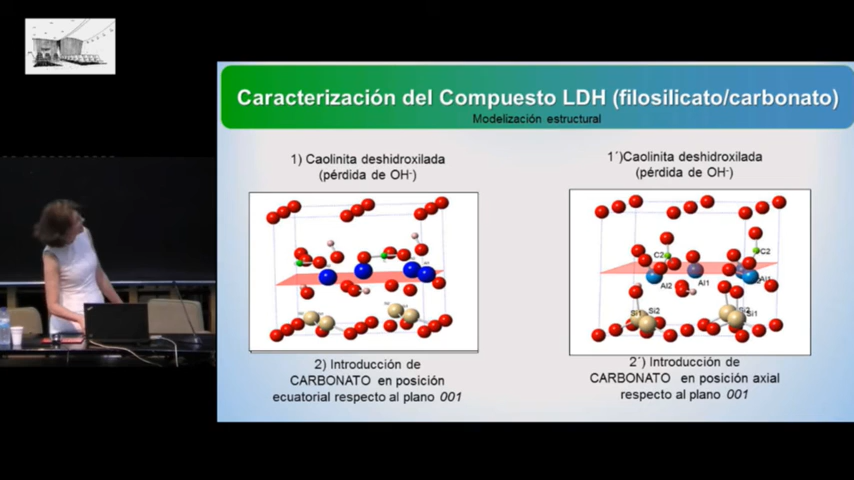 Caracterización del Compuesto LDH (filosilicato/carbonato)
Modelización estructural
1) Caolinita deshidroxilada
(pérdida de OH-)
2) Introducción de
CARBONATO en posición
ecuatorial respecto al plano 001
1´)Caolinita deshidroxilada
(pérdida de OH-)
C2
C2
Al2
Al1
Al1
Si1
Si2
Si2
Si1
2´) Introducción de
CARBONATO en posición axial
respecto al plano 001